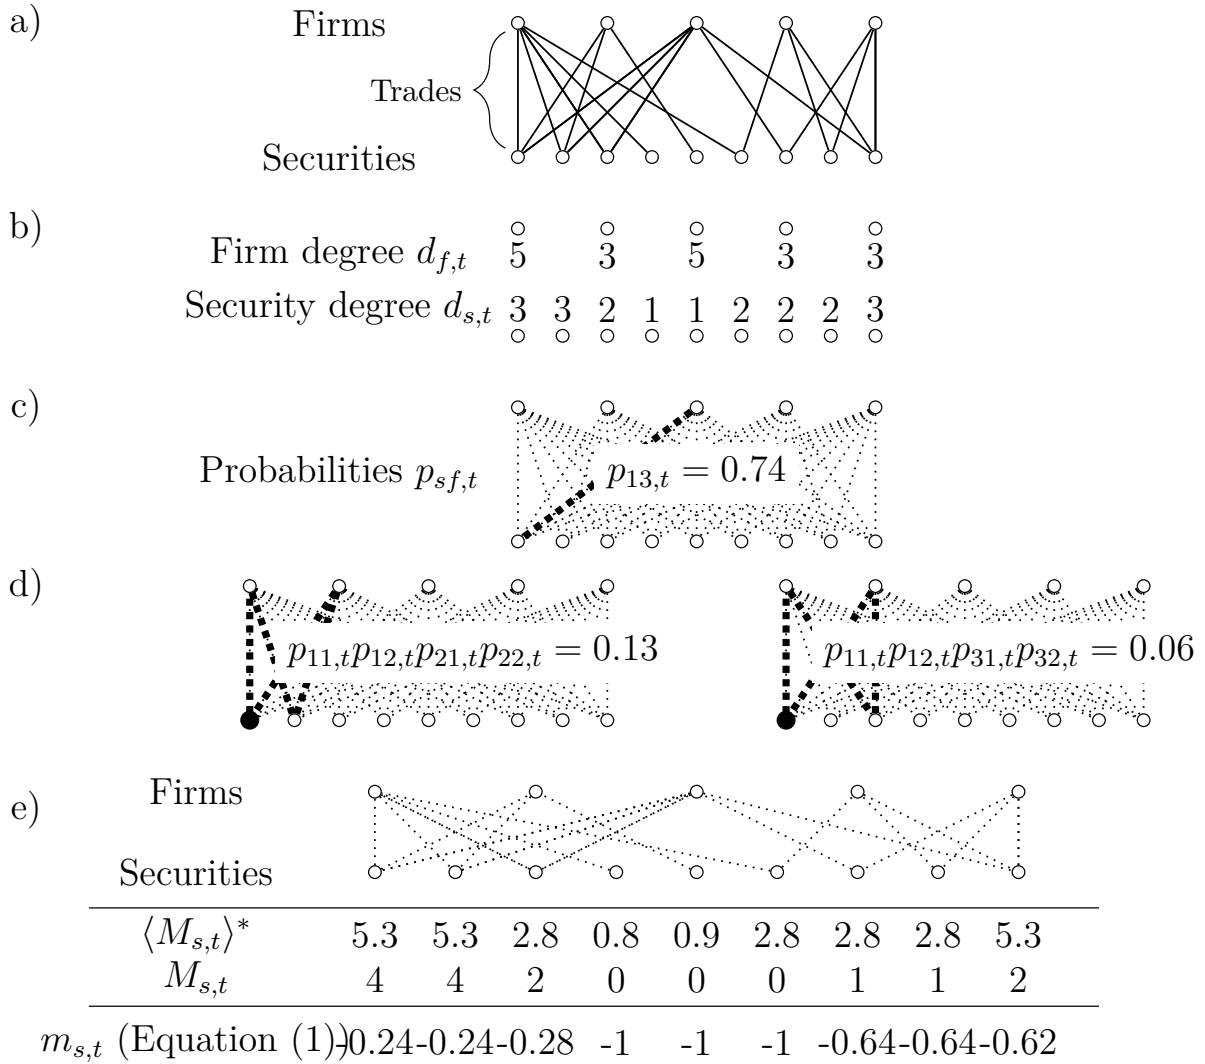 a)
Firms
Trades
Securities
b)
Firm degree d_{f,t} 5 3 5 3 3
Security degree d_{s,t} 3 3 2 1 1 2 2 2 3
c)
Probabilities p_{sf,t} p_{13,t} = 0.74
d)
p_{11,t}p_{12,t}p_{21,t}p_{22,t} = 0.13 p_{11,t}p_{12,t}p_{31,t}p_{32,t} = 0.06
e)
Firms
Securities
⟨M_{s,t}⟩* 5.3 5.3 2.8 0.8 0.9 2.8 2.8 2.8 5.3
M_{s,t} 4 4 2 0 0 0 1 1 2
m_{s,t} (Equation (1)) -0.24 -0.24 -0.28 -1 -1 -1 -0.64 -0.64 -0.62